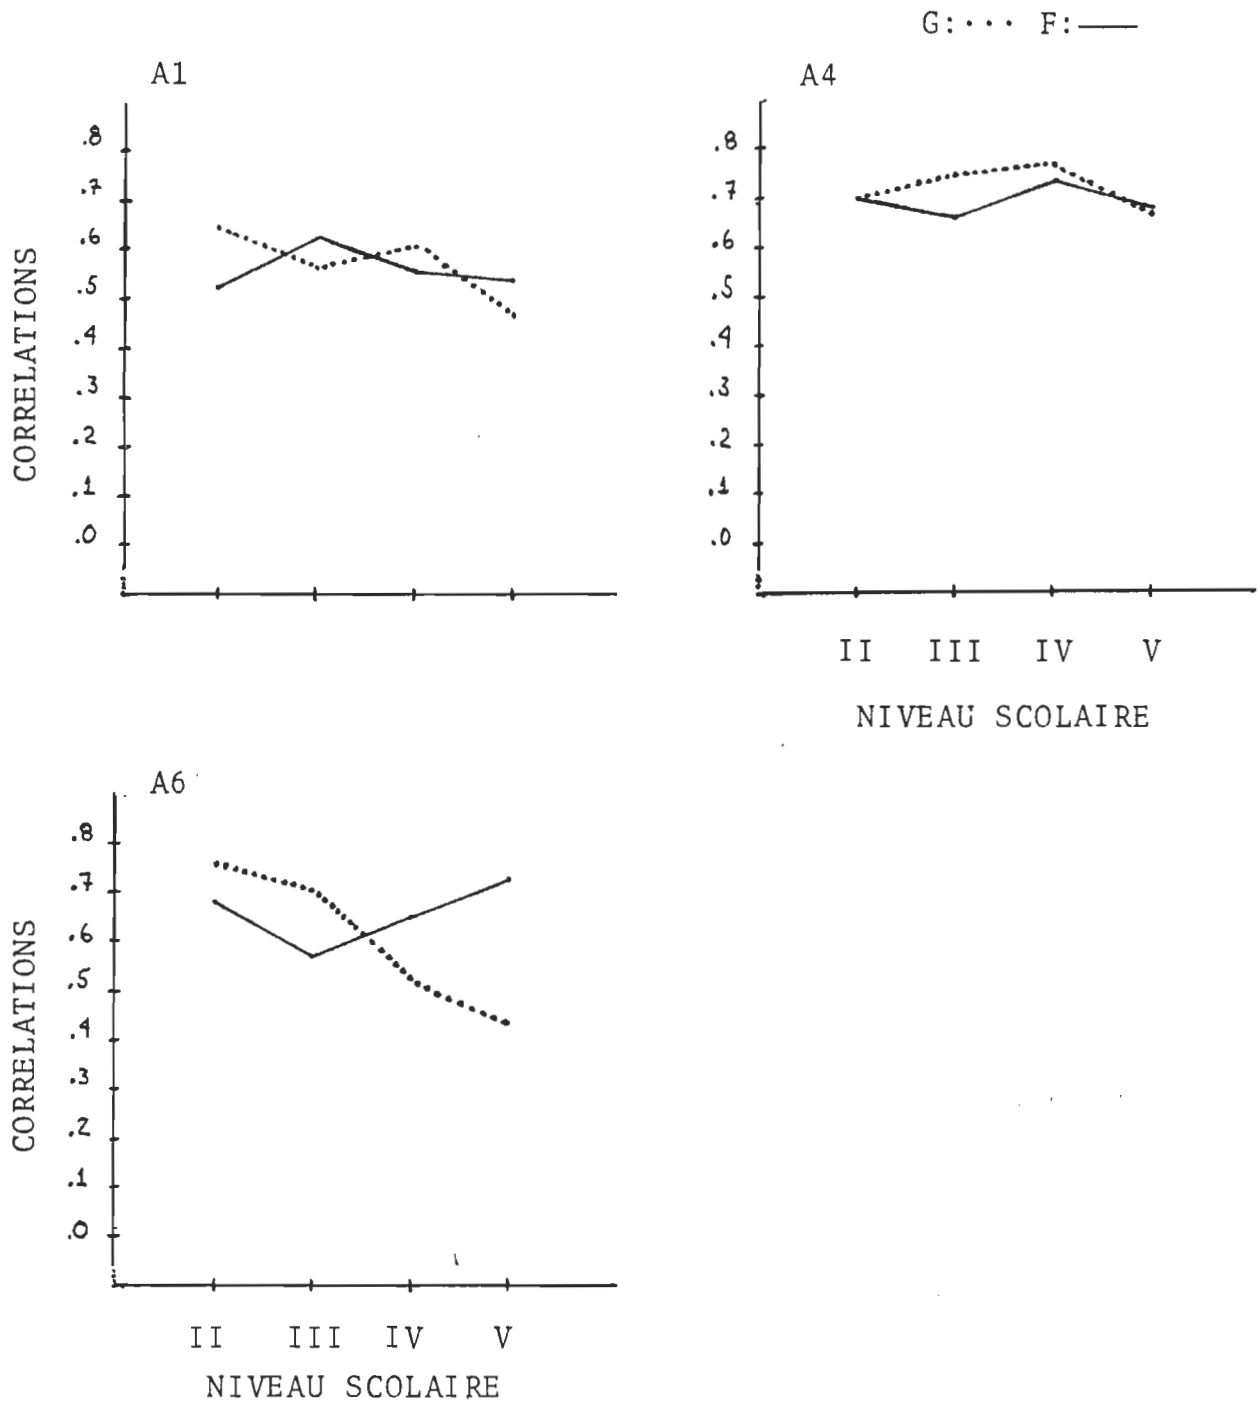 G:··· F:——
A1
.8
.7
.6
.5
.4
.3
.2
.1
.0
CORRELATIONS
A4
.8
.7
.6
.5
.4
.3
.2
.1
.0
II III IV V
NIVEAU SCOLAIRE
A6
.8
.7
.6
.5
.4
.3
.2
.1
.0
CORRELATIONS
II III IV V
NIVEAU SCOLAIRE